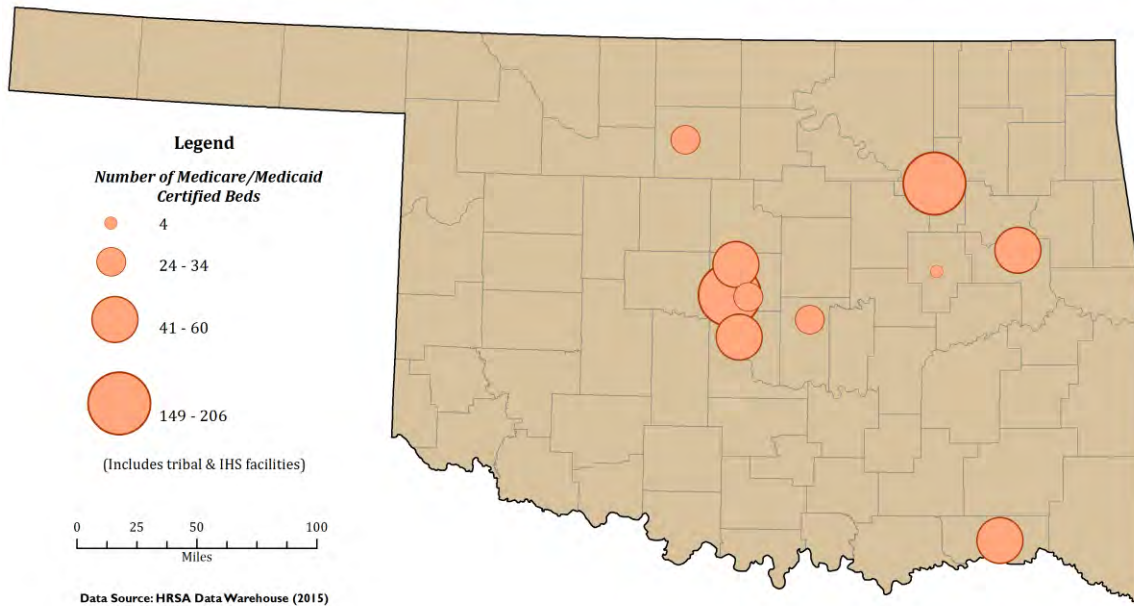 Legend
Number of Medicare/Medicaid
Certified Beds
4
24 - 34
41 - 60
149 - 206
(Includes tribal & IHS facilities)
0 25 50 100
Miles
Data Source: HRSA Data Warehouse (2015)